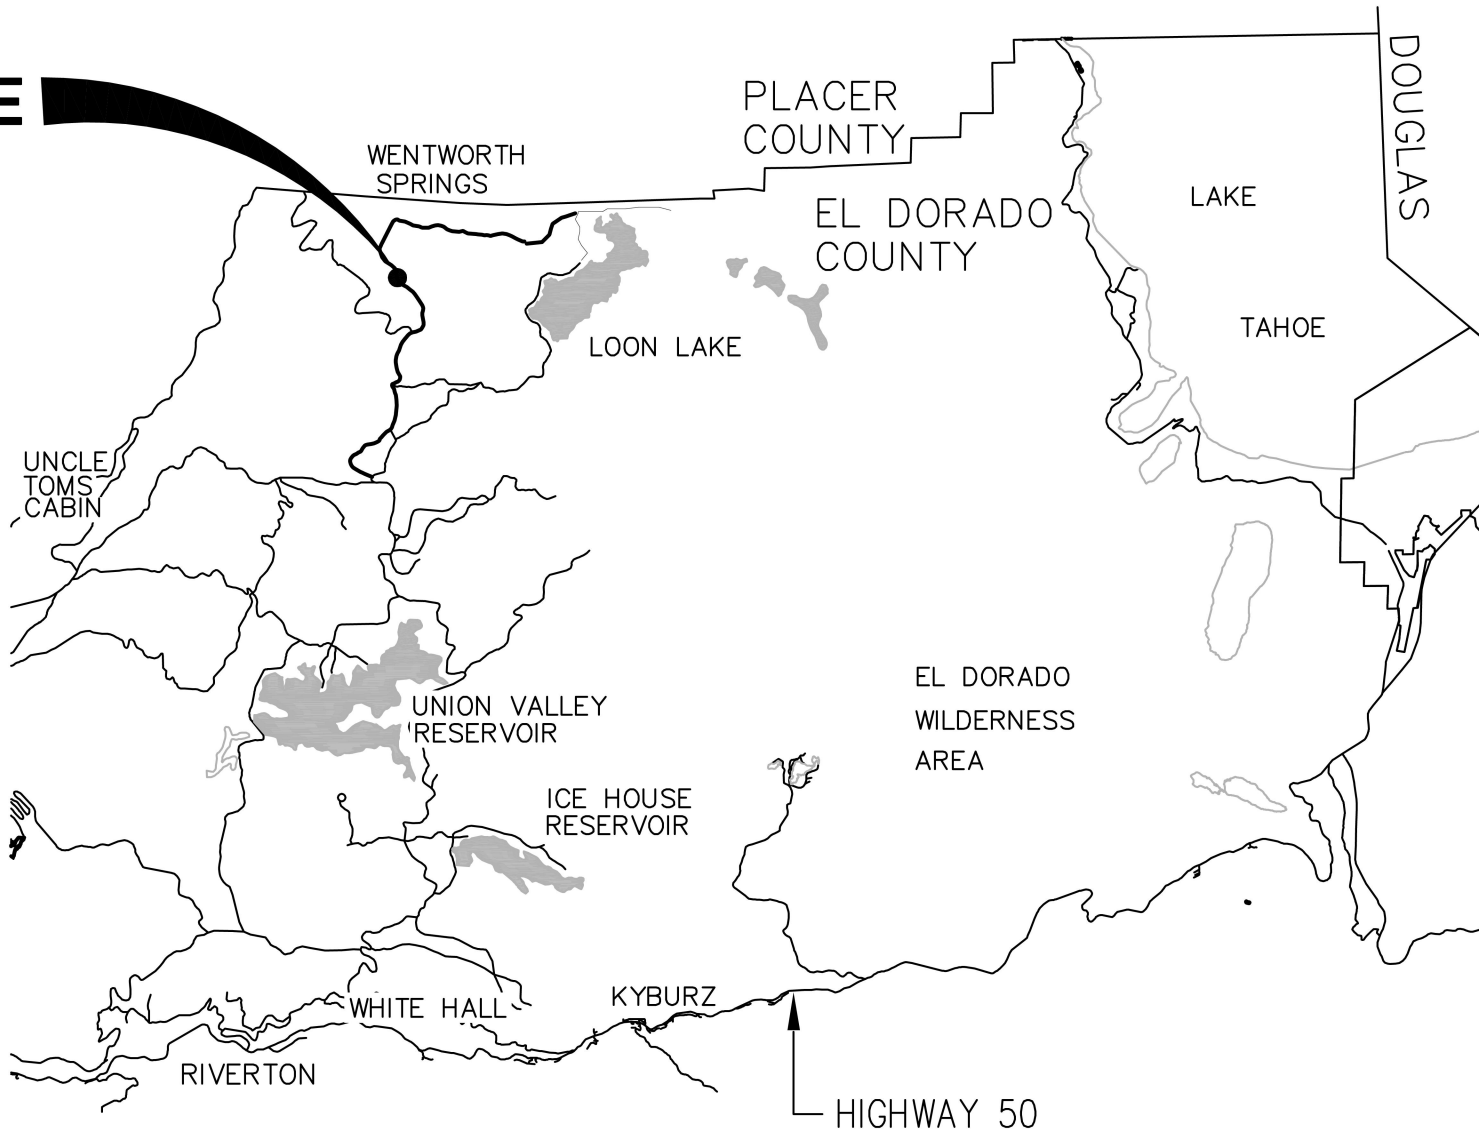 E
PLACER
COUNTY
DOUGLAS
WENTWORTH
SPRINGS
EL DORADO
COUNTY
LAKE
TAHOE
LOON LAKE
UNCLE
TOMS
CABIN
EL DORADO
WILDERNESS
AREA
UNION VALLEY
RESERVOIR
ICE HOUSE
RESERVOIR
WHITE HALL
KYBURZ
RIVERTON
HIGHWAY 50